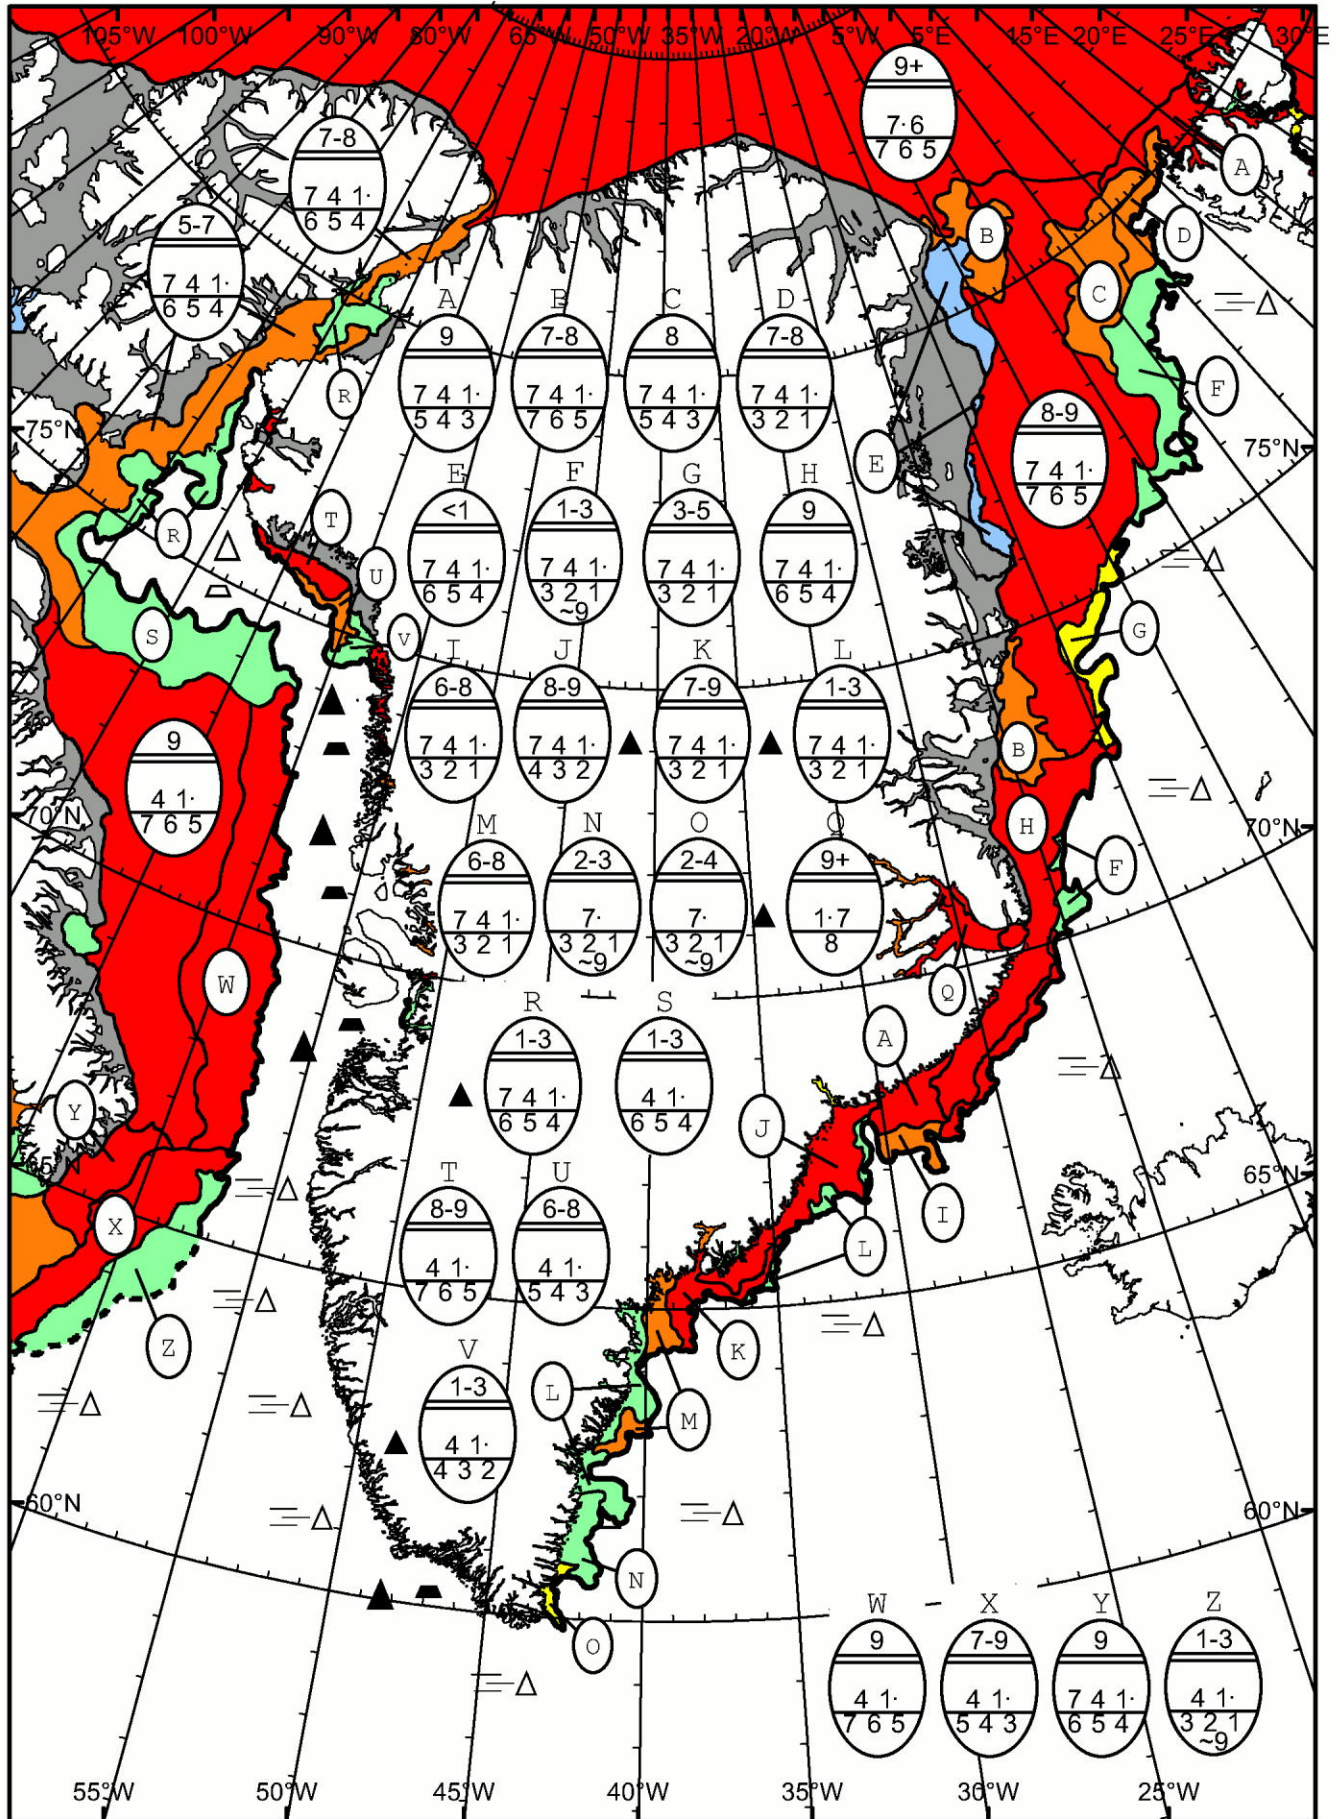 105°W 100°W 90°W 80°W 65°W 50°W 35°W 20°W 5°W 5°E 15°E 20°E 25°E 30°E
9+
7·6
7 6 5
7-8
7 4 1·
6 5 4
5-7
7 4 1·
6 5 4
A
B
D
C
R
F
A B C D
9 7-8 8 7-8
7 4 1· 7 4 1· 7 4 1· 7 4 1·
5 4 3 7 6 5 5 4 3 3 2 1
75°N
75°N
8-9
7 4 1·
7 6 5
E
R
T
U
V
S
G
E F G H
<1 1-3 3-5 9
7 4 1· 7 4 1· 7 4 1· 7 4 1·
6 5 4 3 2 1 3 2 1 6 5 4
~9
I J K L
6-8 8-9 7-9 1-3
7 4 1· 7 4 1· 7 4 1· 7 4 1·
3 2 1 4 3 2 3 2 1 3 2 1
9
4 1·
7 6 5
B
H
F
70°N
70°N
M N O Q
6-8 2-3 2-4 9+
7 4 1· 7· 7· 1·7
3 2 1 3 2 1 3 2 1 8
~9 ~9
W
Q
A
R S
1-3 1-3
7 4 1· 4 1·
6 5 4 6 5 4
Y
J
65°N
65°N
X
I
L
T U
8-9 6-8
4 1· 4 1·
7 6 5 5 4 3
Z
K
V
1-3
4 1·
4 3 2
L
M
60°N
60°N
N
O
W X Y Z
9 7-9 9 1-3
4 1· 4 1· 7 4 1· 4 1·
7 6 5 5 4 3 6 5 4 3 2 1
~9
55°W 50°W 45°W 40°W 35°W 30°W 25°W